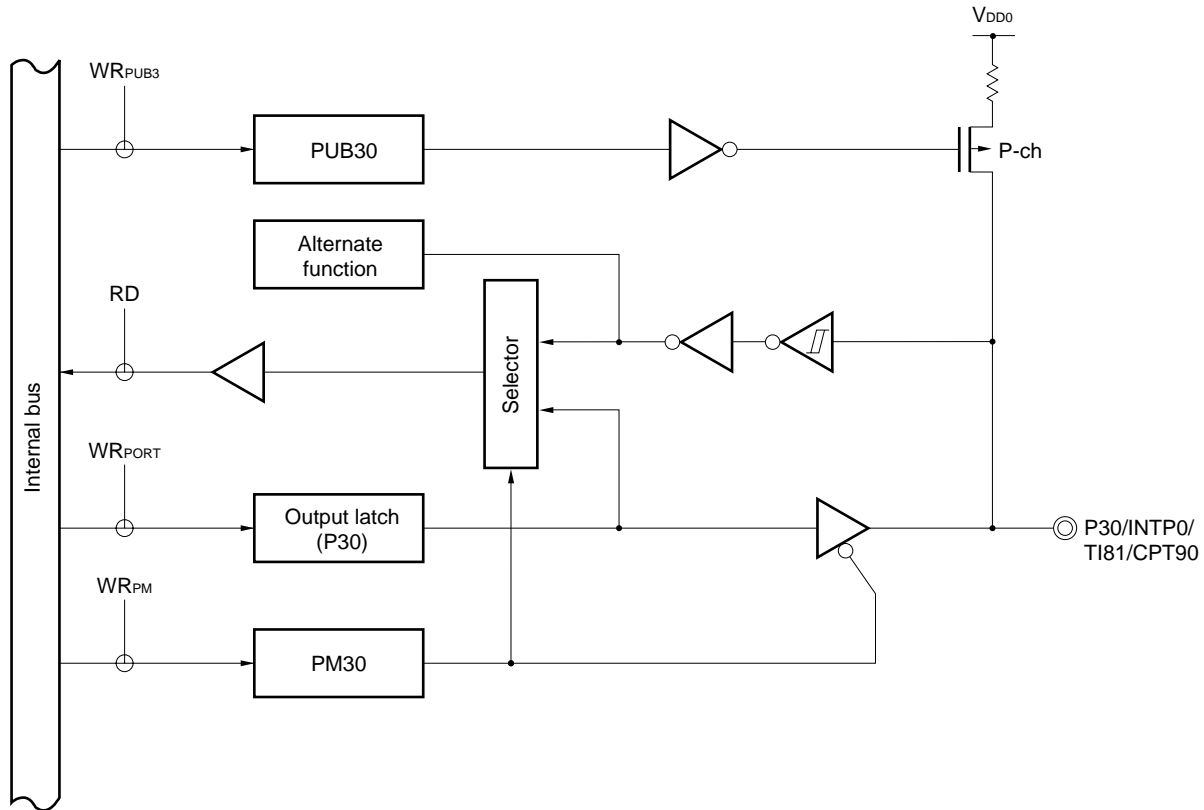 VDD0
WRPUB3
PUB30
P-ch
Alternate
function
RD
Selector
Internal bus
WRPORT
Output latch
(P30)
P30/INTP0/
TI81/CPT90
WRPM
PM30